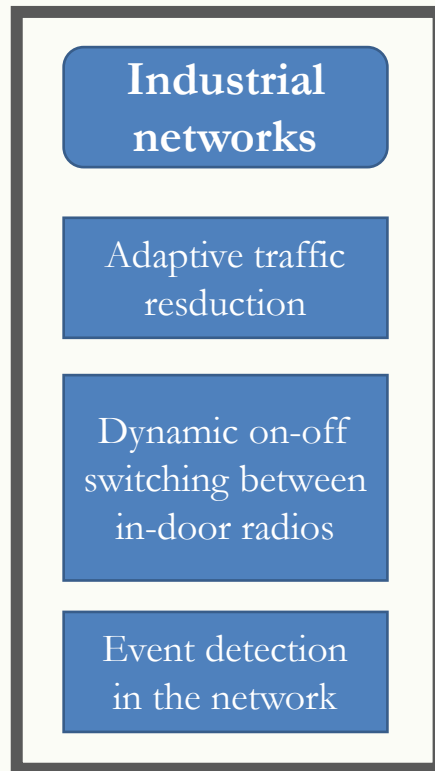 Industrial
networks
Adaptive traffic
resduction
Dynamic on-off
switching between
in-door radios
Event detection
in the network